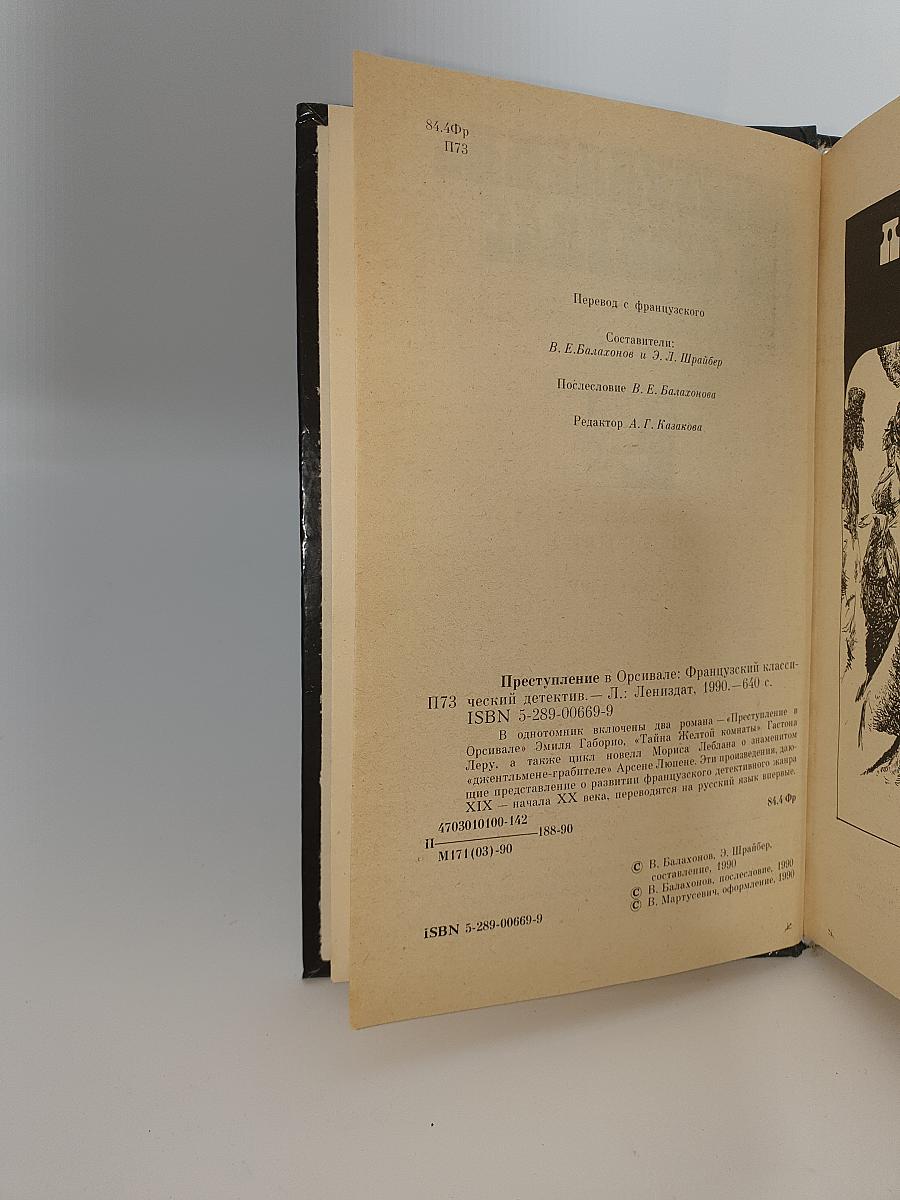 84.4Фр
П73
Перевод с французского
Составители:
В. Е.Балахонов и Э. Л. Шрайбер
Послесловие В. Е. Балахонова
Редактор А. Г. Казакова
Преступление в Орсивале: Французский класси-
П73 ческий детектив.— Л.: Лениздат, 1990.—640 с.
ISBN 5-289-00669-9
В однотомник включены два романа — «Преступление в
Орсивале» Эмиля Габорио, «Тайна Желтой комнаты» Гастона
Леру, а также цикл новелл Мориса Леблана о знаменитом
«джентльмене-грабителе» Арсене Люпене. Эти произведения, даю-
щие представление о развитии французского детективного жанра
XIX — начала XX века, переводятся на русский язык впервые.
84.4 Фр
4703010100-142
П———188-90
М171(03)-90
© В. Балахонов, Э. Шрайбер,
составление, 1990
© В. Балахонов, послесловие, 1990
© В. Мартусевич, оформление, 1990
ISBN 5-289-00669-9